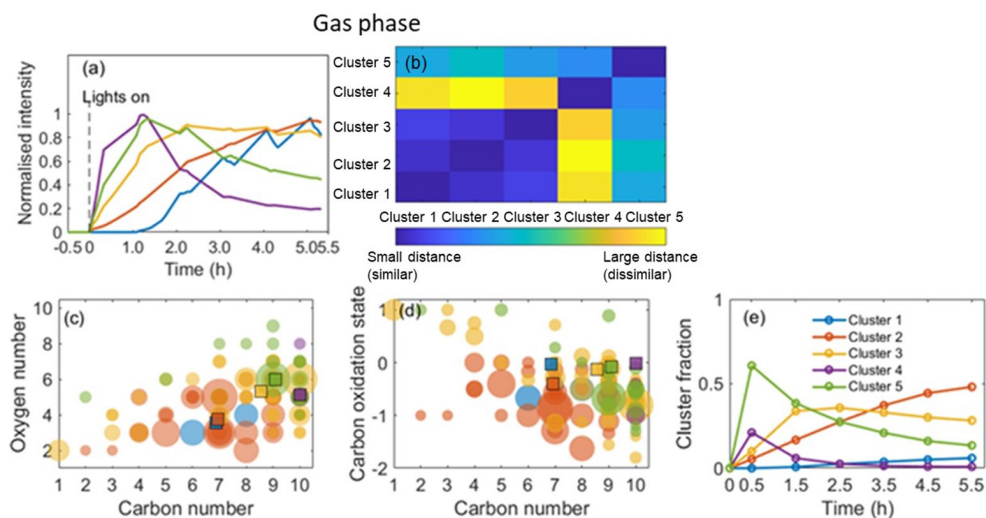 Gas phase
(a)
Lights on
Normalised intensity
1
0.8
0.6
0.4
0.2
0
-0.5 0 1.0 2.0 3.0 4.0 5.05.5
Time (h)
(b)
Cluster 5
Cluster 4
Cluster 3
Cluster 2
Cluster 1
Cluster 1 Cluster 2 Cluster 3 Cluster 4 Cluster 5
Small distance
(similar)
Large distance
(dissimilar)
(c)
Oxygen number
10
8
6
4
2
1 2 3 4 5 6 7 8 9 10
Carbon number
(d)
Carbon oxidation state
1
0
-1
-2
1 2 3 4 5 6 7 8 9 10
Carbon number
(e)
Cluster fraction
1
0.5
0
Cluster 1
Cluster 2
Cluster 3
Cluster 4
Cluster 5
0 0.5 1.5 2.5 3.5 4.5 5.5
Time (h)